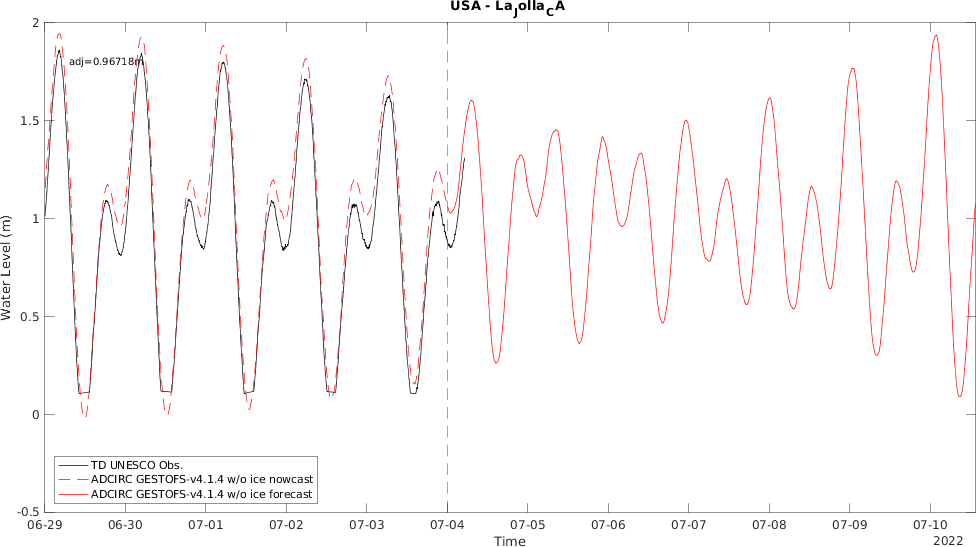 USA - LaJollaCA
adj=0.96718m
Water Level (m)
2
1.5
1
0.5
0
-0.5
TD UNESCO Obs.
ADCIRC GESTOFS-v4.1.4 w/o ice nowcast
ADCIRC GESTOFS-v4.1.4 w/o ice forecast
06-29 06-30 07-01 07-02 07-03 07-04 07-05 07-06 07-07 07-08 07-09 07-10
Time
2022